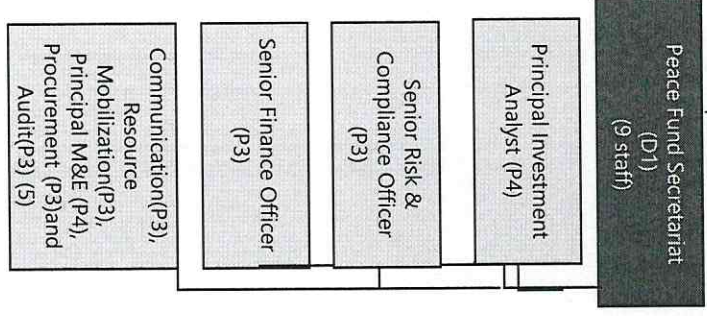 Peace Fund Secretariat
(D1)
(9 staff)
Principal Investment
Analyst (P4)
Senior Risk &
Compliance Officer
(P3)
Senior Finance Officer
(P3)
Communication(P3),
Resource
Mobilization(P3),
Principal M&E (P4),
Procurement (P3)and
Audit(P3) (5)